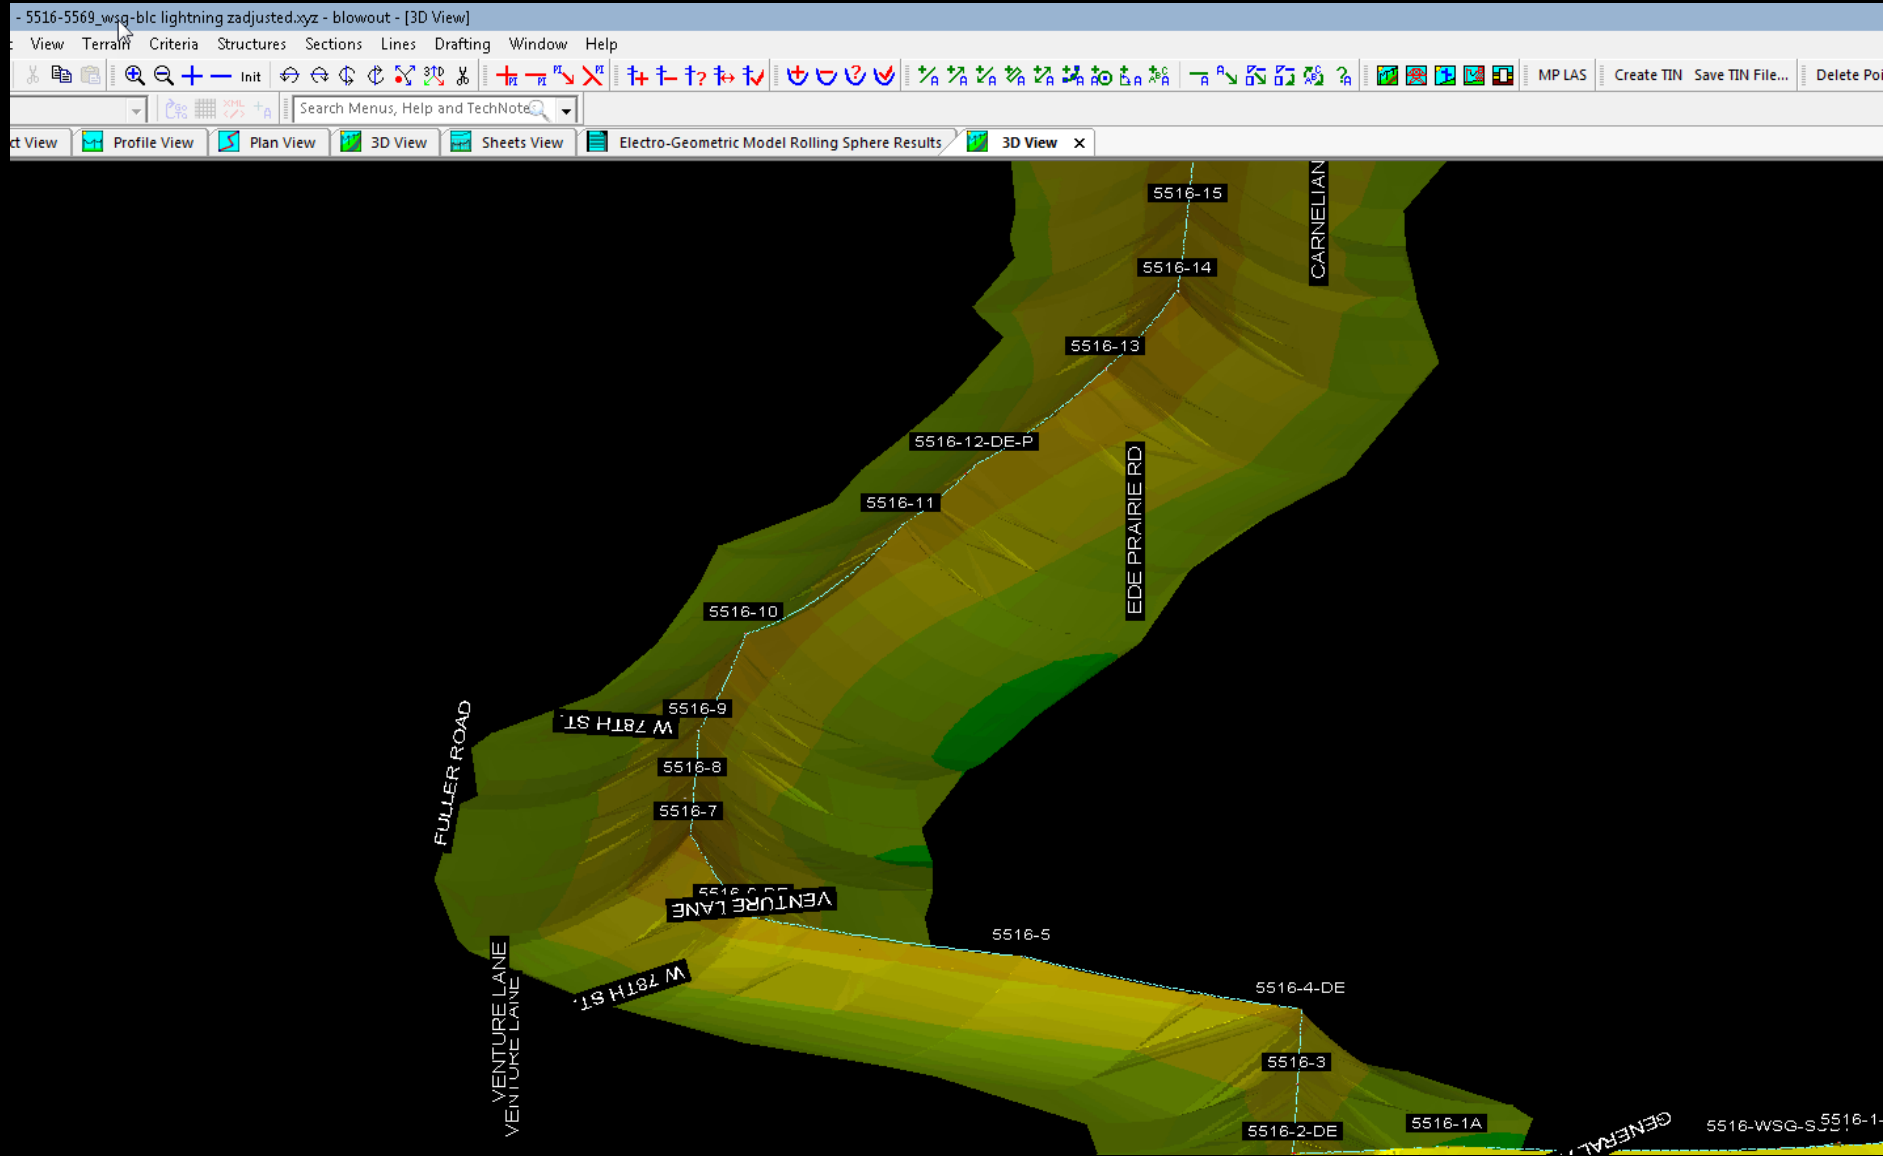 - 5516-5569_wsg-blc lightning zadjusted.xyz - blowout - [3D View]
View Terrain Criteria Structures Sections Lines Drafting Window Help
Init MP LAS Create TIN Save TIN File... Delete Poi
Search Menus, Help and TechNote
ct View Profile View Plan View 3D View Sheets View Electro-Geometric Model Rolling Sphere Results 3D View
5516-15
CARNELIAN
5516-14
5516-13
5516-12-DE-P
EDE PRAIRIE RD
5516-11
5516-10
5516-9
W 78TH ST.
FULLER ROAD
5516-8
5516-7
VENTURE LANE
5516-5
W 78TH ST.
VENTURE LANE
VENTURE LANE
5516-4-DE
5516-3
5516-2-DE
5516-1A
GENERAL
5516-WSG-S
5516-1-